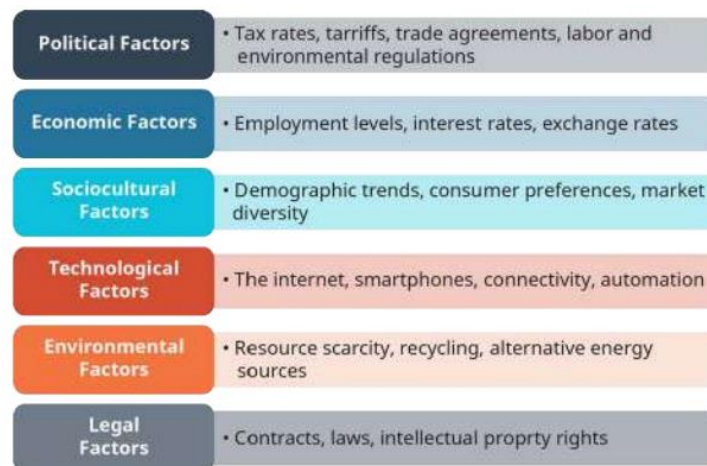 Political Factors
• Tax rates, tarriffs, trade agreements, labor and
environmental regulations
Economic Factors
• Employment levels, interest rates, exchange rates
Sociocultural
Factors
• Demographic trends, consumer preferences, market
diversity
Technological
Factors
• The internet, smartphones, connectivity, automation
Environmental
Factors
• Resource scarcity, recycling, alternative energy
sources
Legal
Factors
• Contracts, laws, intellectual proprty rights